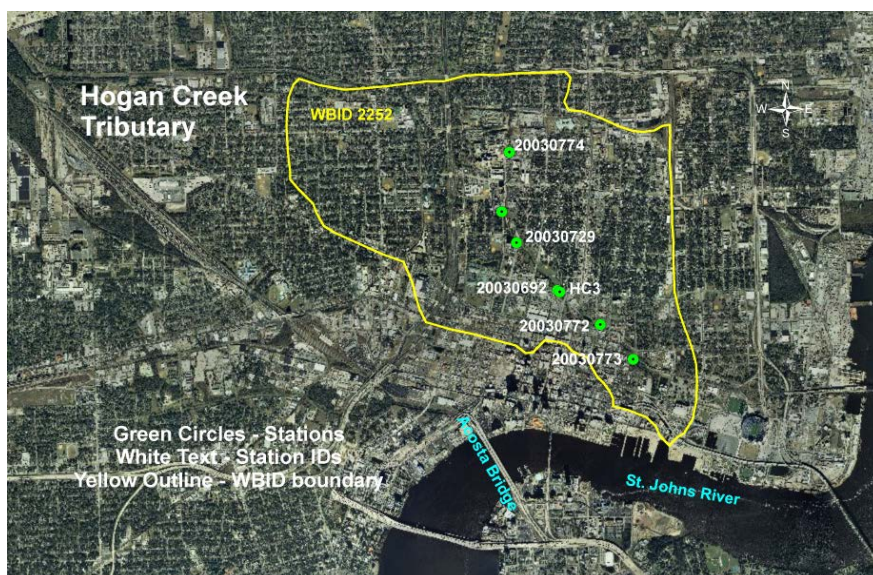 Hogan Creek
Tributary
WBID 2252
N
W E
S
20030774
20030729
20030692 HC3
20030772
20030773
Green Circles - Stations
White Text - Station IDs
Yellow Outline - WBID boundary
Acosta Bridge
St. Johns River